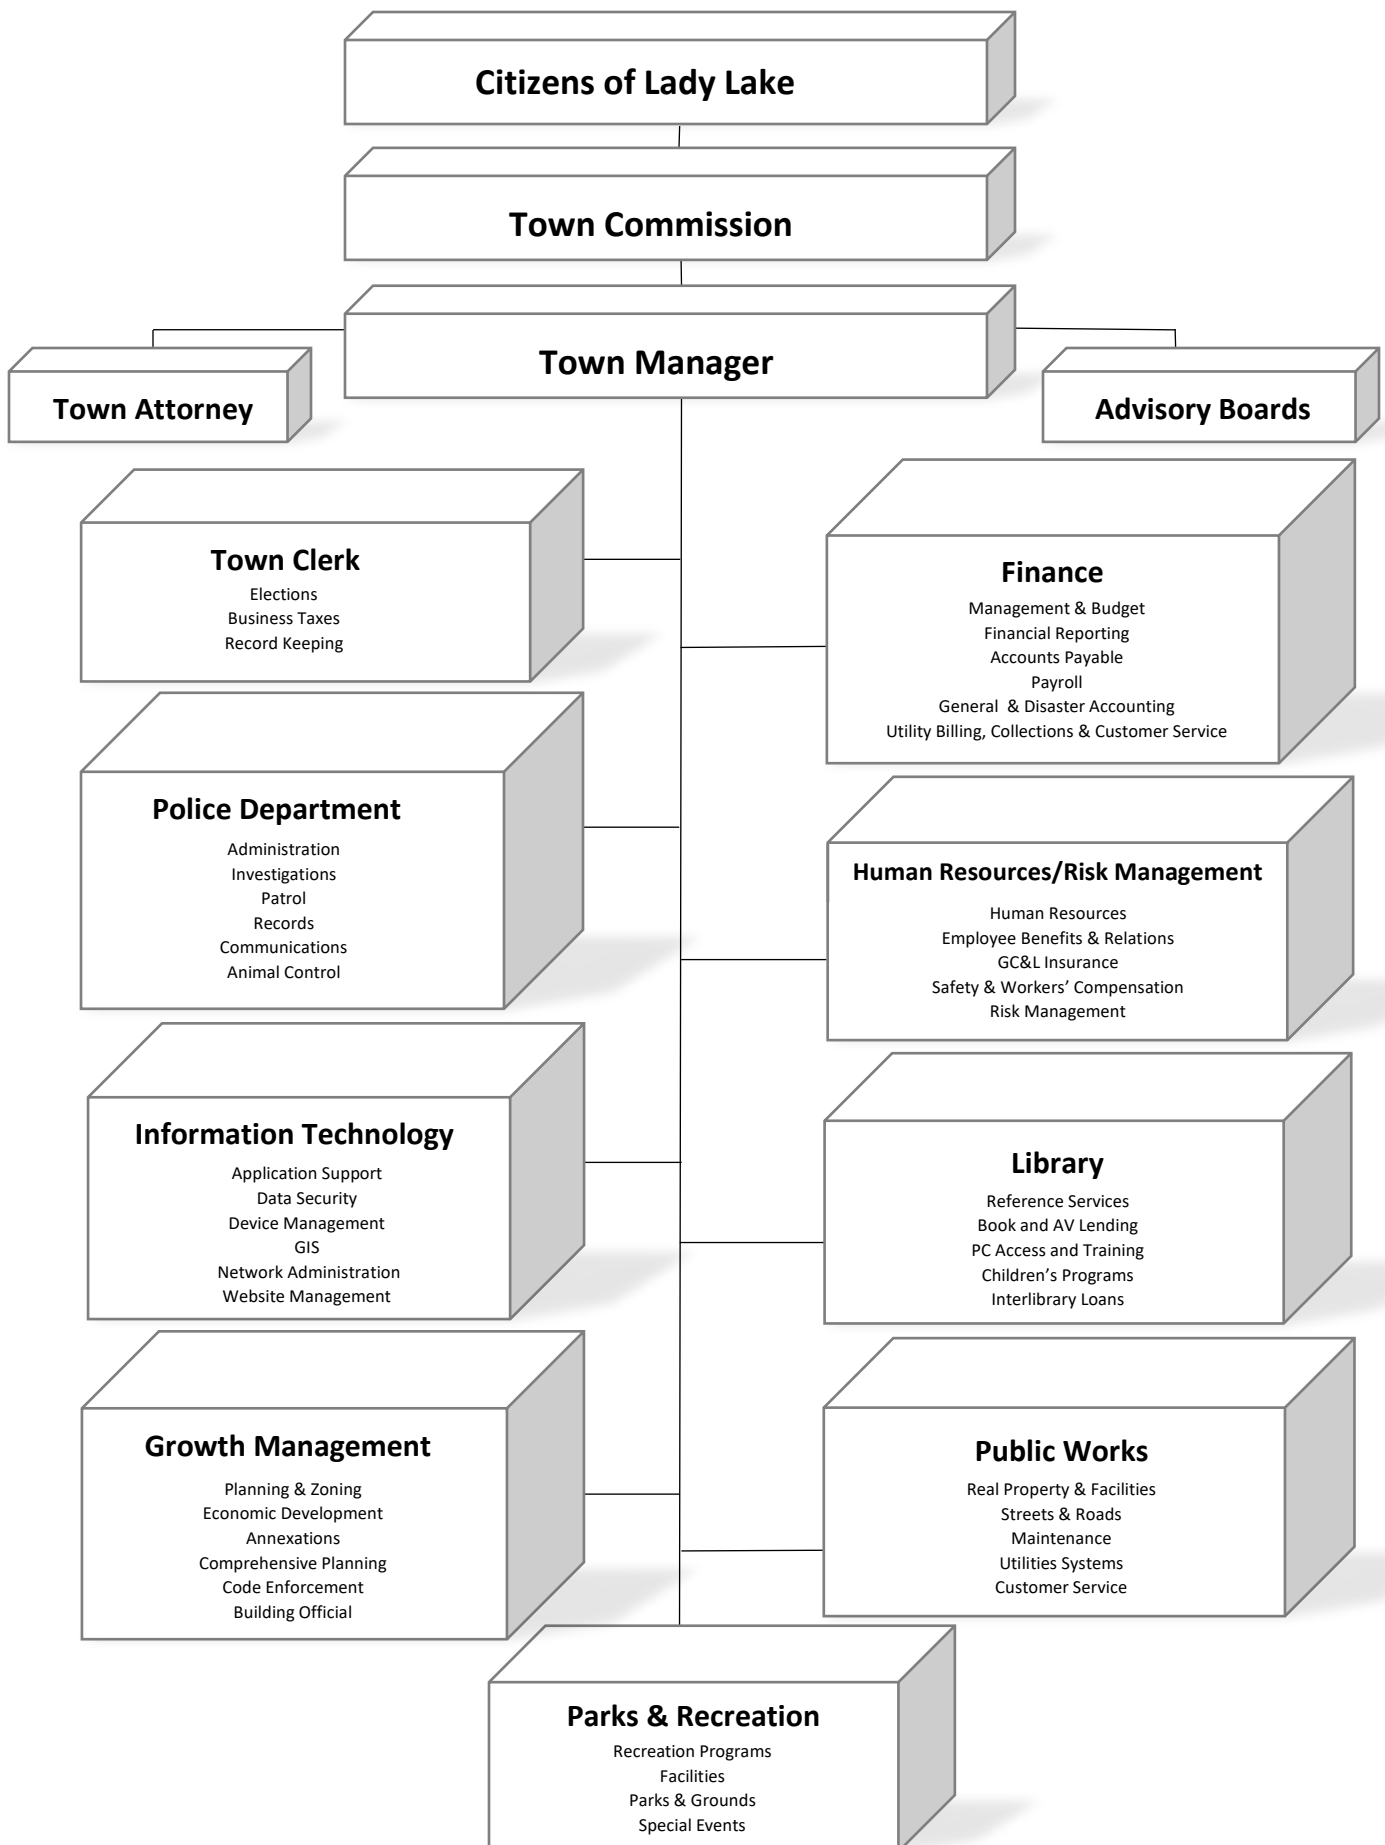 Citizens of Lady Lake
Town Commission
Town Manager
Town Attorney
Advisory Boards
Town Clerk
Elections
Business Taxes
Record Keeping
Finance
Management & Budget
Financial Reporting
Accounts Payable
Payroll
General  & Disaster Accounting
Utility Billing, Collections & Customer Service
Police Department
Administration
Investigations
Patrol
Records
Communications
Animal Control
Human Resources/Risk Management
Human Resources
Employee Benefits & Relations
GC&L Insurance
Safety & Workers’ Compensation
Risk Management
Information Technology
Application Support
Data Security
Device Management
GIS
Network Administration
Website Management
Library
Reference Services
Book and AV Lending
PC Access and Training
Children’s Programs
Interlibrary Loans
Growth Management
Planning & Zoning
Economic Development
Annexations
Comprehensive Planning
Code Enforcement
Building Official
Public Works
Real Property & Facilities
Streets & Roads
Maintenance
Utilities Systems
Customer Service
Parks & Recreation
Recreation Programs
Facilities
Parks & Grounds
Special Events